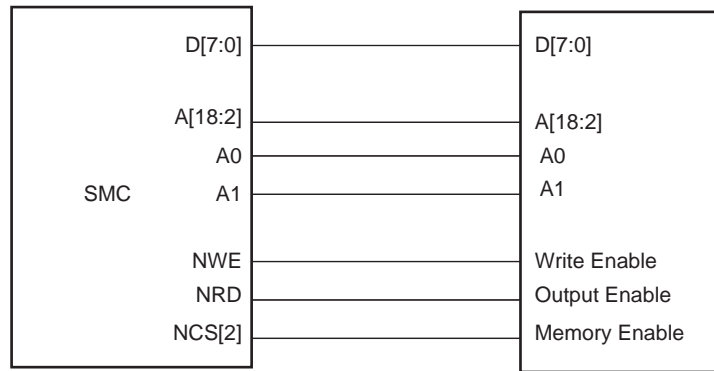 D[7:0] D[7:0]
A[18:2] A[18:2]
A0 A0
SMC A1 A1
NWE Write Enable
NRD Output Enable
NCS[2] Memory Enable